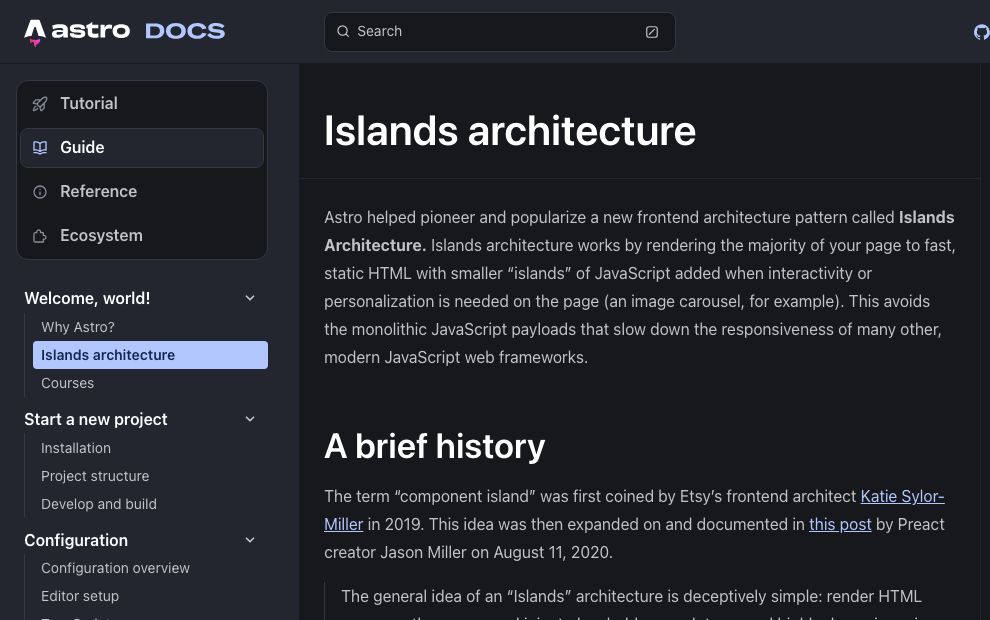 astro DOCS
Search
Tutorial
Guide
Reference
Ecosystem
Welcome, world!
Why Astro?
Islands architecture
Courses
Start a new project
Installation
Project structure
Develop and build
Configuration
Configuration overview
Editor setup
Islands architecture
Astro helped pioneer and popularize a new frontend architecture pattern called Islands
Architecture. Islands architecture works by rendering the majority of your page to fast,
static HTML with smaller “islands” of JavaScript added when interactivity or
personalization is needed on the page (an image carousel, for example). This avoids
the monolithic JavaScript payloads that slow down the responsiveness of many other,
modern JavaScript web frameworks.
A brief history
The term “component island” was first coined by Etsy’s frontend architect Katie Sylor-
Miller in 2019. This idea was then expanded on and documented in this post by Preact
creator Jason Miller on August 11, 2020.
The general idea of an “Islands” architecture is deceptively simple: render HTML